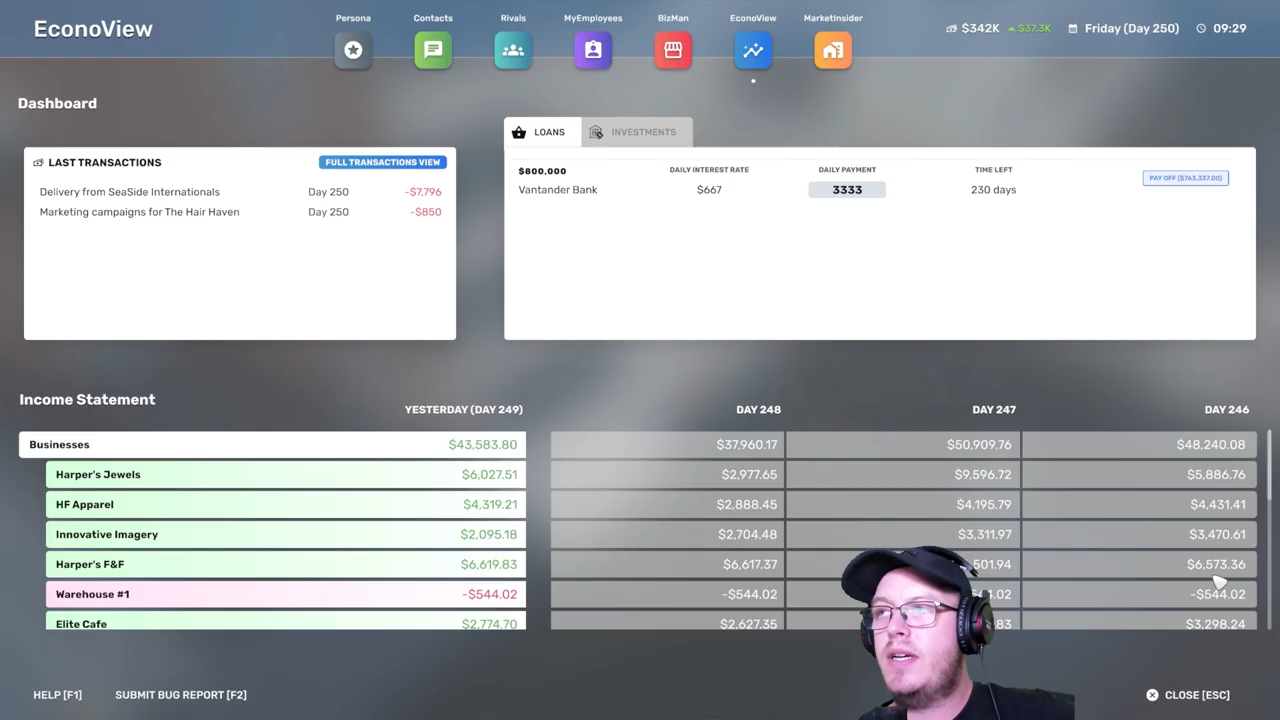 EconoView
Persona
Contacts
Rivals
MyEmployees
BizMan
EconoView
MarketInsider
$342K $37.3K Friday (Day 250) 09:29
Dashboard
LOANS INVESTMENTS
LAST TRANSACTIONS FULL TRANSACTIONS VIEW
Delivery from SeaSide Internationals Day 250 -$7,796
Marketing campaigns for The Hair Haven Day 250 -$850
$800,000 DAILY INTEREST RATE DAILY PAYMENT TIME LEFT
Vantander Bank $667 3333 230 days
PAY OFF ($763,337.00)
Income Statement
YESTERDAY (DAY 249) DAY 248 DAY 247 DAY 246
Businesses $43,583.80 $37,960.17 $50,909.76 $48,240.08
Harper's Jewels $6,027.51 $2,977.65 $9,596.72 $5,886.76
HF Apparel $4,319.21 $2,888.45 $4,195.79 $4,431.41
Innovative Imagery $2,095.18 $2,704.48 $3,311.97 $3,470.61
Harper's F&F $6,619.83 $6,617.37 501.94 $6,573.36
Warehouse #1 -$544.02 -$544.02 -$544.02
Elite Cafe $2,774.70 $2,627.35 $3,298.24
HELP [F1] SUBMIT BUG REPORT [F2] CLOSE [ESC]